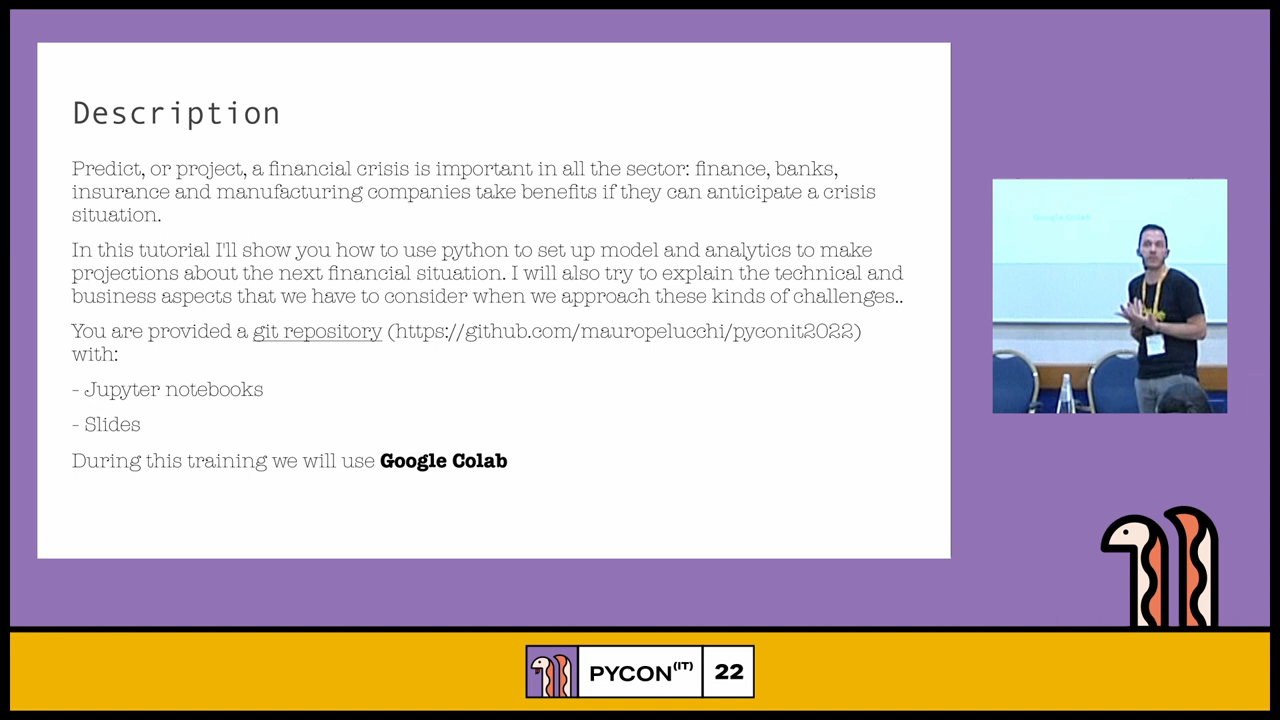 Description
Predict, or project, a financial crisis is important in all the sector: finance, banks,
insurance and manufacturing companies take benefits if they can anticipate a crisis
situation.
In this tutorial I'll show you how to use python to set up model and analytics to make
projections about the next financial situation. I will also try to explain the technical and
business aspects that we have to consider when we approach these kinds of challenges..
You are provided a git repository (https://github.com/mauropelucchi/pyconit2022)
with:
- Jupyter notebooks
- Slides
During this training we will use Google Colab
Google Colab
PYCON(IT) 22